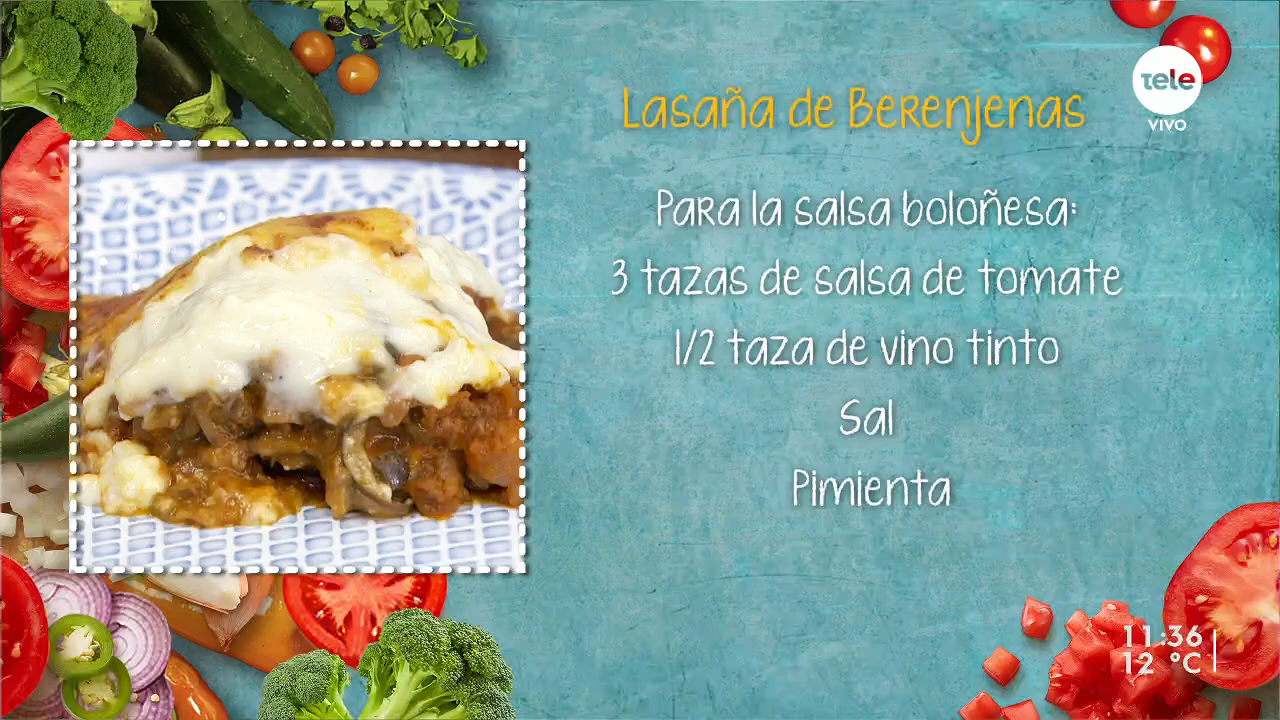 tele
VIVO
Lasaña de Berenjenas
Para la salsa boloñesa:
3 tazas de salsa de tomate
1/2 taza de vino tinto
Sal
Pimienta
11:36
12 °C